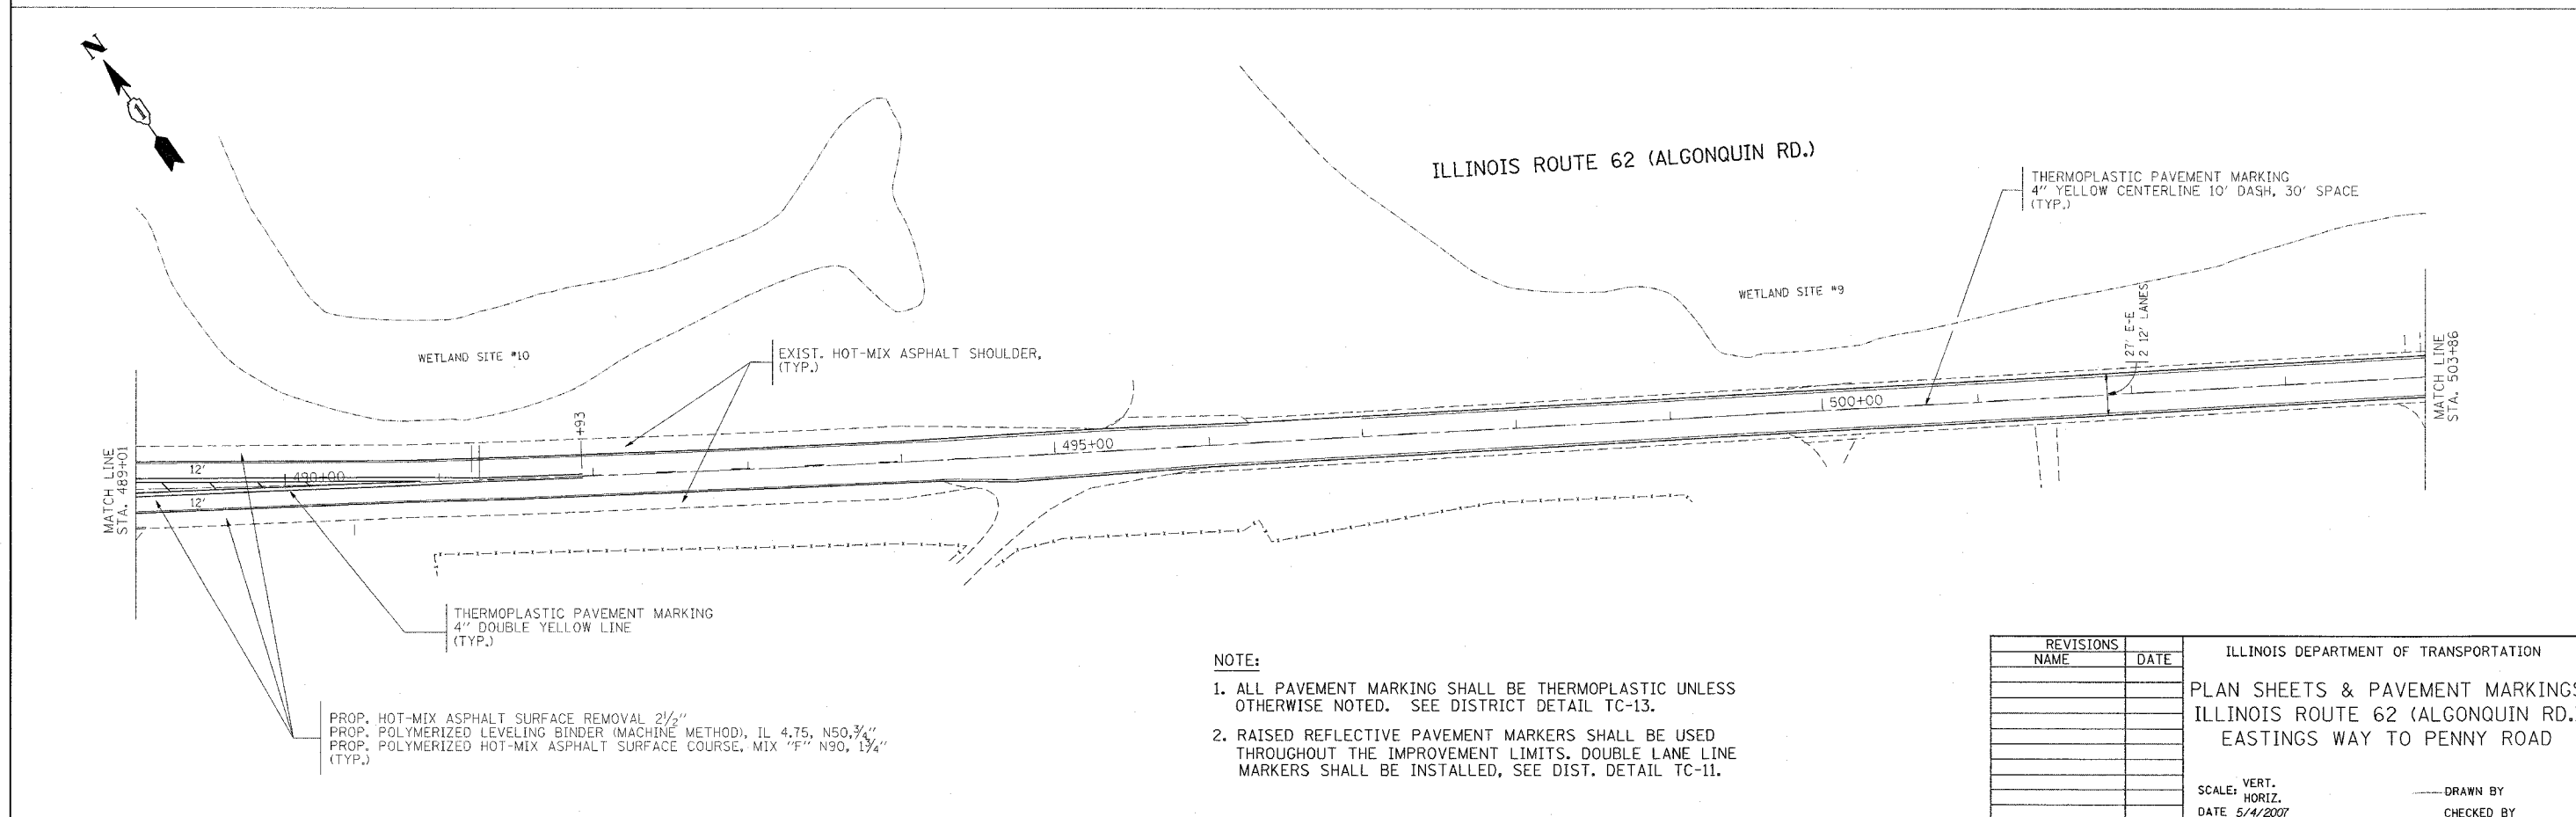 N
1
ILLINOIS ROUTE 62 (ALGONQUIN RD.)
THERMOPLASTIC PAVEMENT MARKING
4" YELLOW CENTERLINE 10' DASH, 30' SPACE
(TYP.)
WETLAND SITE #9
WETLAND SITE #10
EXIST. HOT-MIX ASPHALT SHOULDER,
(TYP.)
27' E-E
2 12' LANES
MATCH LINE
STA. 503+86
500+00
495+00
+93
490+00
12'
12'
MATCH LINE
STA. 489+01
THERMOPLASTIC PAVEMENT MARKING
4" DOUBLE YELLOW LINE
(TYP.)
PROP. HOT-MIX ASPHALT SURFACE REMOVAL 2½"
PROP. POLYMERIZED LEVELING BINDER (MACHINE METHOD), IL 4.75, N50, ¾"
PROP. POLYMERIZED HOT-MIX ASPHALT SURFACE COURSE, MIX "F" N90, 1¾"
(TYP.)
NOTE:
1. ALL PAVEMENT MARKING SHALL BE THERMOPLASTIC UNLESS
OTHERWISE NOTED. SEE DISTRICT DETAIL TC-13.
2. RAISED REFLECTIVE PAVEMENT MARKERS SHALL BE USED
THROUGHOUT THE IMPROVEMENT LIMITS. DOUBLE LANE LINE
MARKERS SHALL BE INSTALLED, SEE DIST. DETAIL TC-11.
REVISIONS
NAME DATE
ILLINOIS DEPARTMENT OF TRANSPORTATION
PLAN SHEETS & PAVEMENT MARKINGS
ILLINOIS ROUTE 62 (ALGONQUIN RD.)
EASTINGS WAY TO PENNY ROAD
SCALE: VERT.
HORIZ.
DATE 5/4/2007
DRAWN BY
CHECKED BY